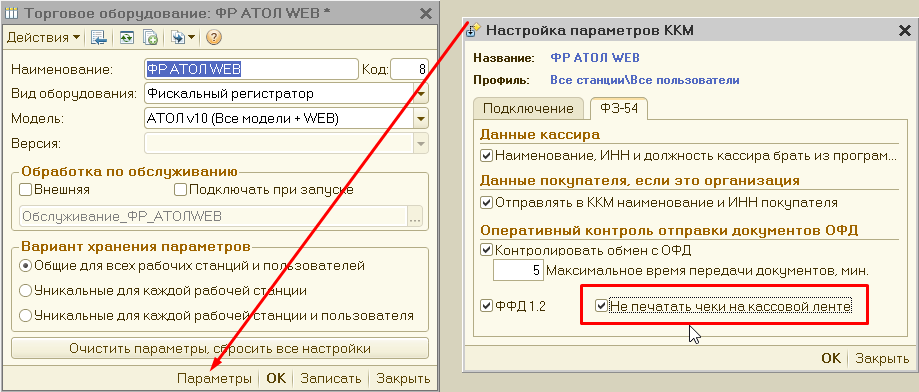 Торговое оборудование: ФР АТОЛ WEB *
Действия
Наименование: ФР АТОЛ WEB Код: 8
Вид оборудования: Фискальный регистратор
Модель: АТОЛ v10 (Все модели + WEB)
Версия:
Обработка по обслуживанию
Внешняя Подключать при запуске
Обслуживание_ФР_АТОЛWEB ...
Вариант хранения параметров
Общие для всех рабочих станций и пользователей
Уникальные для каждой рабочей станции
Уникальные для каждой рабочей станции и пользователя
Очистить параметры, сбросить все настройки
Параметры OK Записать Закрыть
Настройка параметров ККМ
Название: ФР АТОЛ WEB
Профиль: Все станции\Все пользователи
Подключение ФЗ-54
Данные кассира
Наименование, ИНН и должность кассира брать из програм...
Данные покупателя, если это организация
Отправлять в ККМ наименование и ИНН покупателя
Оперативный контроль отправки документов ОФД
Контролировать обмен с ОФД
5 Максимальное время передачи документов, мин.
ФФД 1.2 Не печатать чеки на кассовой ленте
OK Закрыть